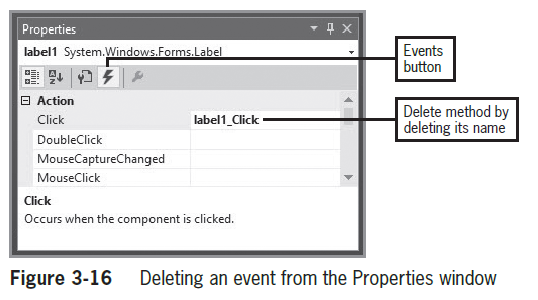 Properties
label1 System.Windows.Forms.Label
Events
button
Action
Click label1_Click
Delete method by
deleting its name
DoubleClick
MouseCaptureChanged
MouseClick
Click
Occurs when the component is clicked.
Figure 3-16 Deleting an event from the Properties window